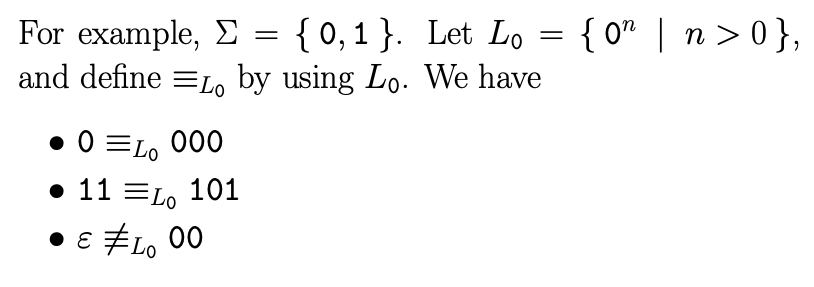 For example, Σ = { 0, 1 }. Let L₀ = { 0ⁿ | n > 0 },
and define ≡_{L₀} by using L₀. We have
• 0 ≡_{L₀} 000
• 11 ≡_{L₀} 101
• ε ≢_{L₀} 00